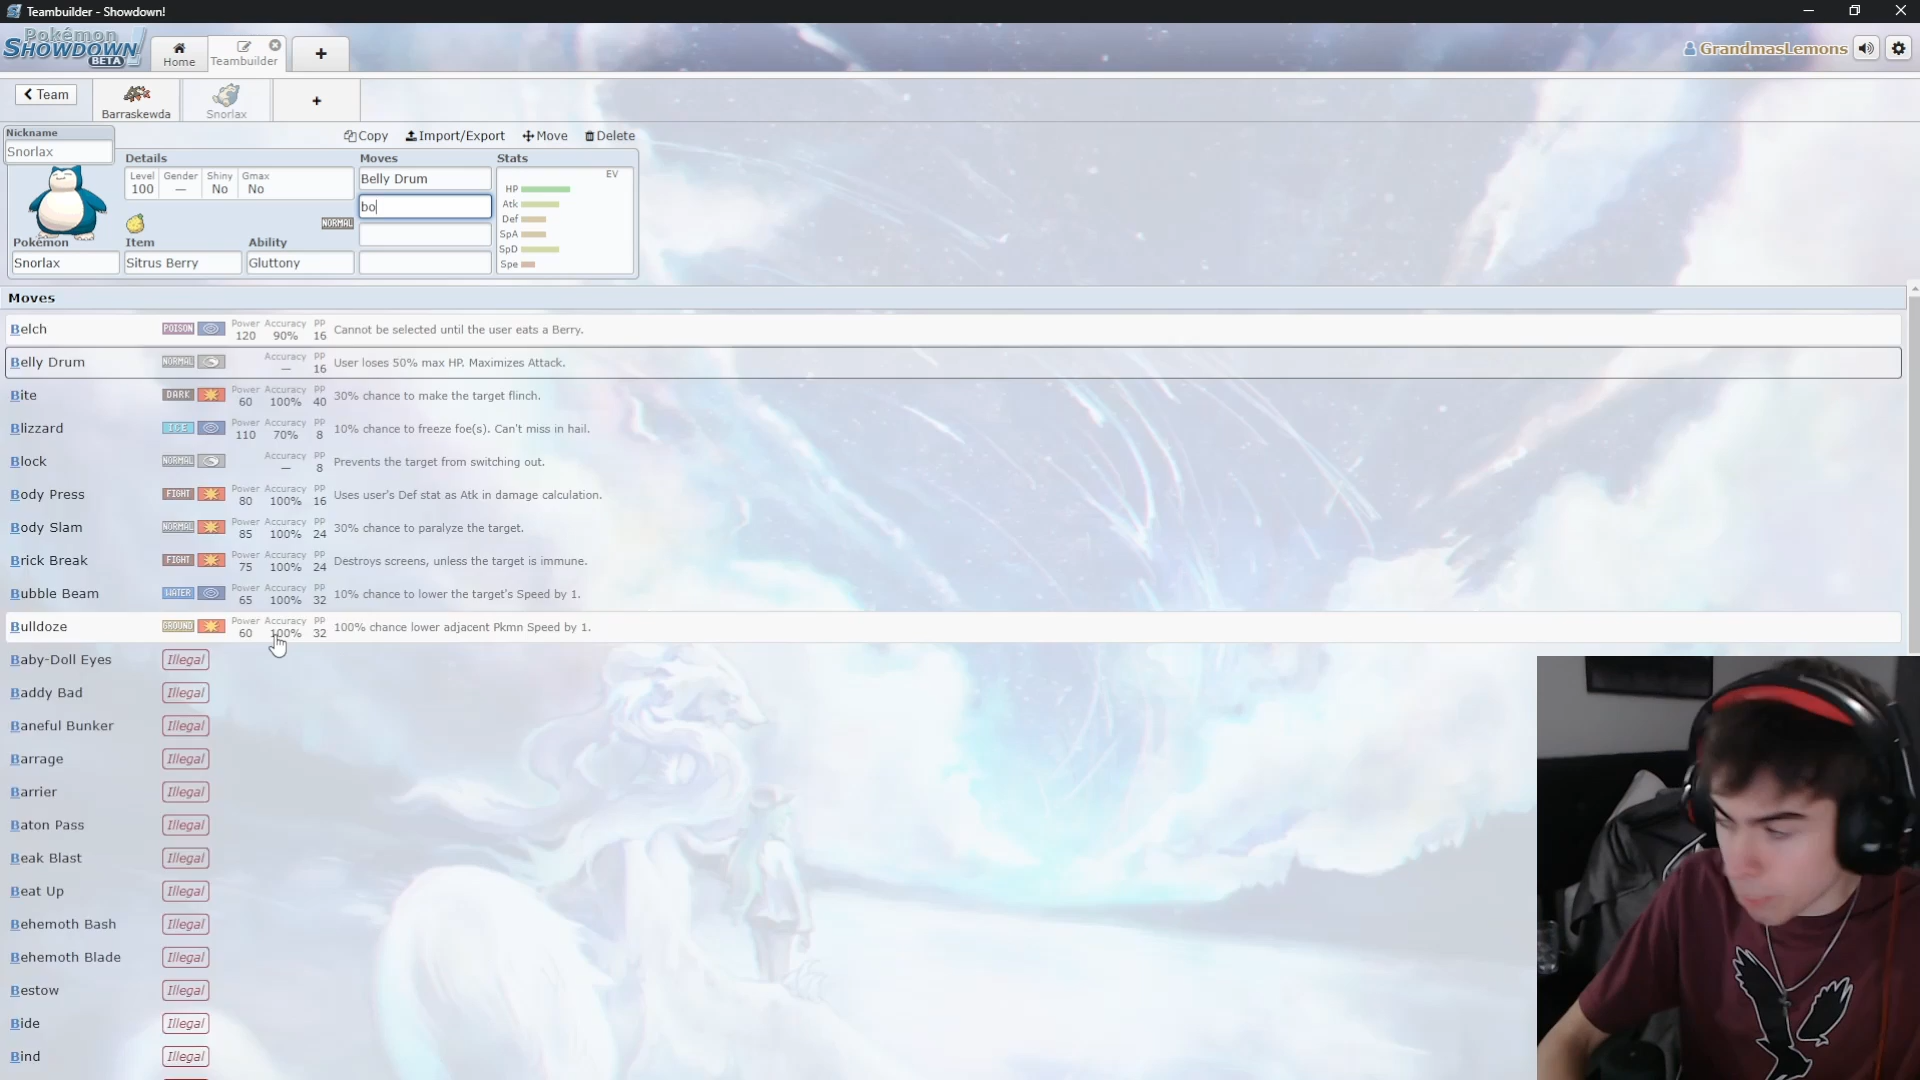 Teambuilder - Showdown!
Pokémon
SHOWDOWN!
BETA
Home
Teambuilder
+
GrandmasLemons
Team
Barraskewda
Snorlax
+
Nickname
Snorlax
Copy Import/Export Move Delete
Details
Level Gender Shiny Gmax
100 — No No
NORMAL
Pokémon Item Ability
Snorlax Sitrus Berry Gluttony
Moves
Belly Drum
bo
Stats
EV
HP
Atk
Def
SpA
SpD
Spe
Moves
Belch POISON Power 120 Accuracy 90% PP 16 Cannot be selected until the user eats a Berry.
Belly Drum NORMAL Accuracy — PP 16 User loses 50% max HP. Maximizes Attack.
Bite DARK Power 60 Accuracy 100% PP 40 30% chance to make the target flinch.
Blizzard ICE Power 110 Accuracy 70% PP 8 10% chance to freeze foe(s). Can't miss in hail.
Block NORMAL Accuracy — PP 8 Prevents the target from switching out.
Body Press FIGHT Power 80 Accuracy 100% PP 16 Uses user's Def stat as Atk in damage calculation.
Body Slam NORMAL Power 85 Accuracy 100% PP 24 30% chance to paralyze the target.
Brick Break FIGHT Power 75 Accuracy 100% PP 24 Destroys screens, unless the target is immune.
Bubble Beam WATER Power 65 Accuracy 100% PP 32 10% chance to lower the target's Speed by 1.
Bulldoze GROUND Power 60 Accuracy 100% PP 32 100% chance lower adjacent Pkmn Speed by 1.
Baby-Doll Eyes Illegal
Baddy Bad Illegal
Baneful Bunker Illegal
Barrage Illegal
Barrier Illegal
Baton Pass Illegal
Beak Blast Illegal
Beat Up Illegal
Behemoth Bash Illegal
Behemoth Blade Illegal
Bestow Illegal
Bide Illegal
Bind Illegal